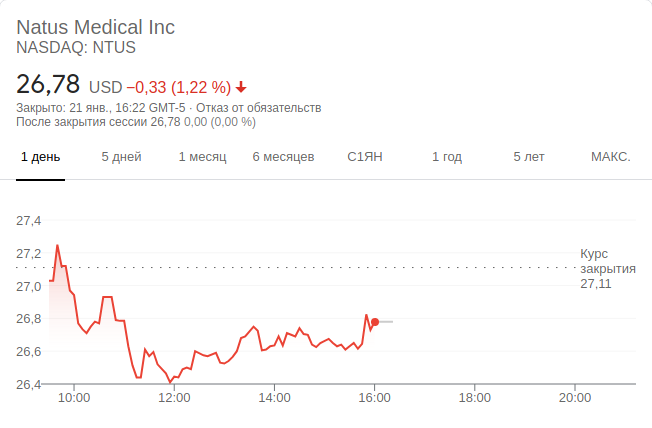 Natus Medical Inc
NASDAQ: NTUS
26,78 USD −0,33 (1,22 %)
Закрыто: 21 янв., 16:22 GMT-5 · Отказ от обязательств
После закрытия сессии 26,78 0,00 (0,00 %)
1 день 5 дней 1 месяц 6 месяцев С1ЯН 1 год 5 лет МАКС.
27,4
27,2
27,0
26,8
26,6
26,4
Курс
закрытия
27,11
10:00 12:00 14:00 16:00 18:00 20:00